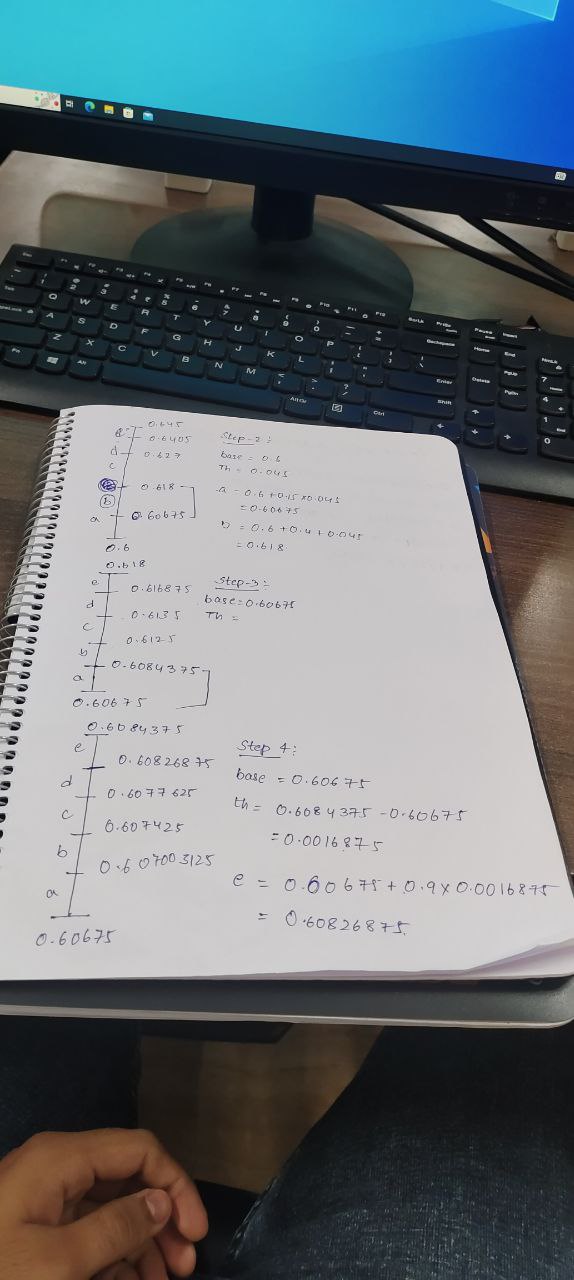 0.645
e
0.6405
d
0.627
c
0.618
b
a
0.60675
0.6
Step-2:
base = 0.6
Th = 0.045
a = 0.6 + 0.15 x 0.045
= 0.60675
b = 0.6 + 0.4 + 0.045
= 0.618
0.618
e
0.616875
d
0.6135
c
0.6125
b
0.6084375
a
0.60675
Step-3:
base = 0.60675
Th =
0.6084375
e
0.60826875
d
0.6077625
c
0.607425
b
0.607003125
a
0.60675
Step 4:
base = 0.60675
th = 0.6084375 - 0.60675
= 0.0016875
e = 0.60675 + 0.9 x 0.0016875
= 0.60826875